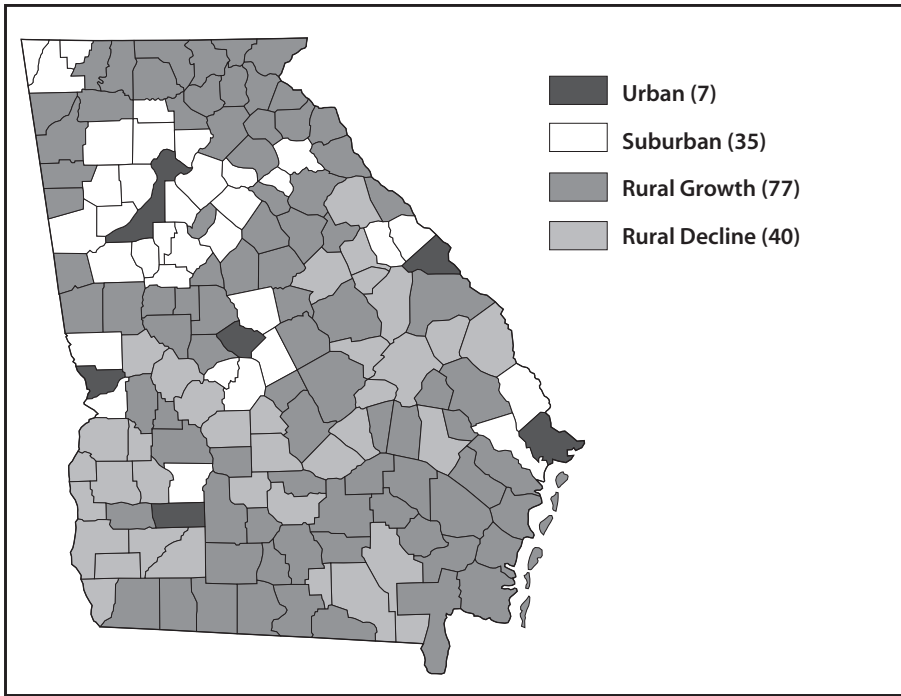 Urban (7)
Suburban (35)
Rural Growth (77)
Rural Decline (40)